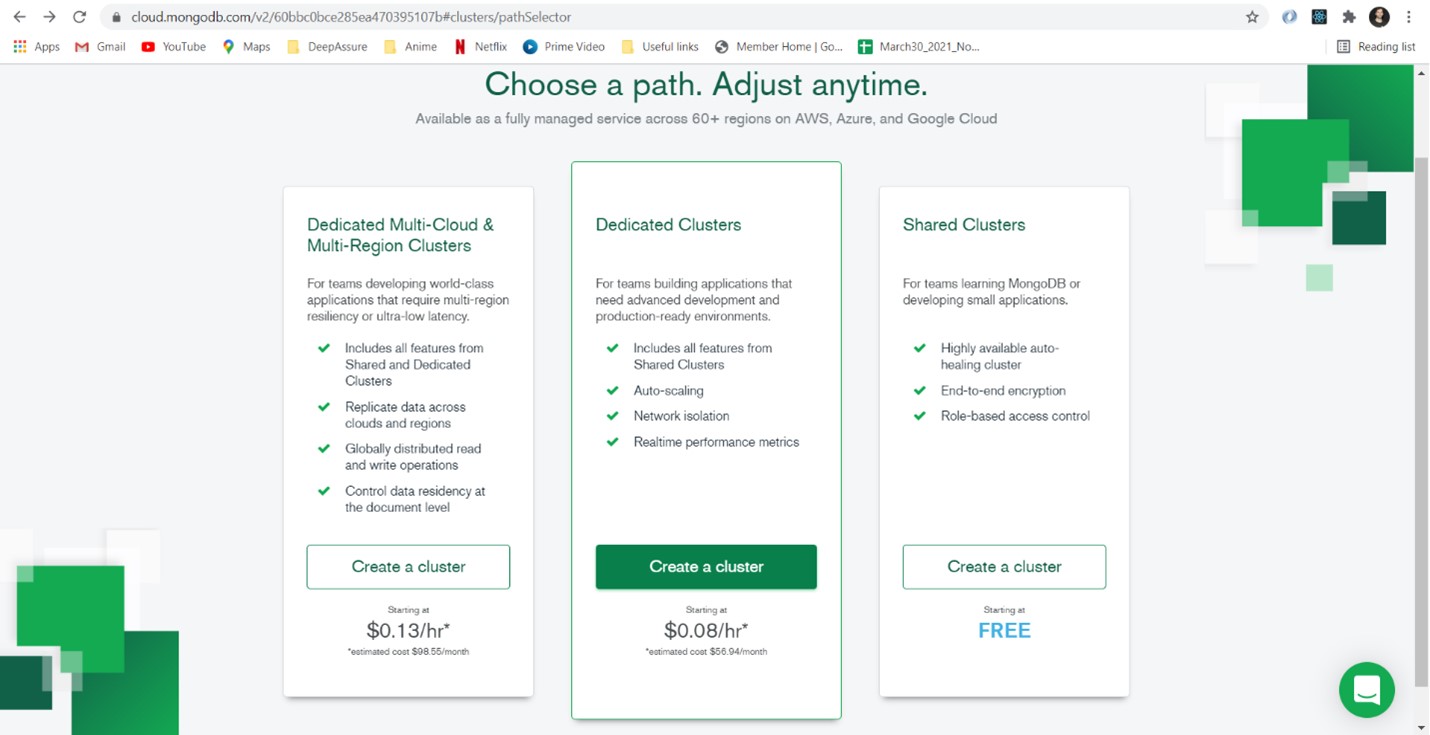 cloud.mongodb.com/v2/60bbc0bce285ea470395107b#clusters/pathSelector
Apps Gmail YouTube Maps DeepAssure Anime Netflix Prime Video Useful links Member Home | Go... March30_2021_No... Reading list
Choose a path. Adjust anytime.
Available as a fully managed service across 60+ regions on AWS, Azure, and Google Cloud
Dedicated Multi-Cloud &
Multi-Region Clusters
For teams developing world-class
applications that require multi-region
resiliency or ultra-low latency.
Includes all features from
Shared and Dedicated
Clusters
Replicate data across
clouds and regions
Globally distributed read
and write operations
Control data residency at
the document level
Create a cluster
Starting at
$0.13/hr*
*estimated cost $98.55/month
Dedicated Clusters
For teams building applications that
need advanced development and
production-ready environments.
Includes all features from
Shared Clusters
Auto-scaling
Network isolation
Realtime performance metrics
Create a cluster
Starting at
$0.08/hr*
*estimated cost $56.94/month
Shared Clusters
For teams learning MongoDB or
developing small applications.
Highly available auto-
healing cluster
End-to-end encryption
Role-based access control
Create a cluster
Starting at
FREE